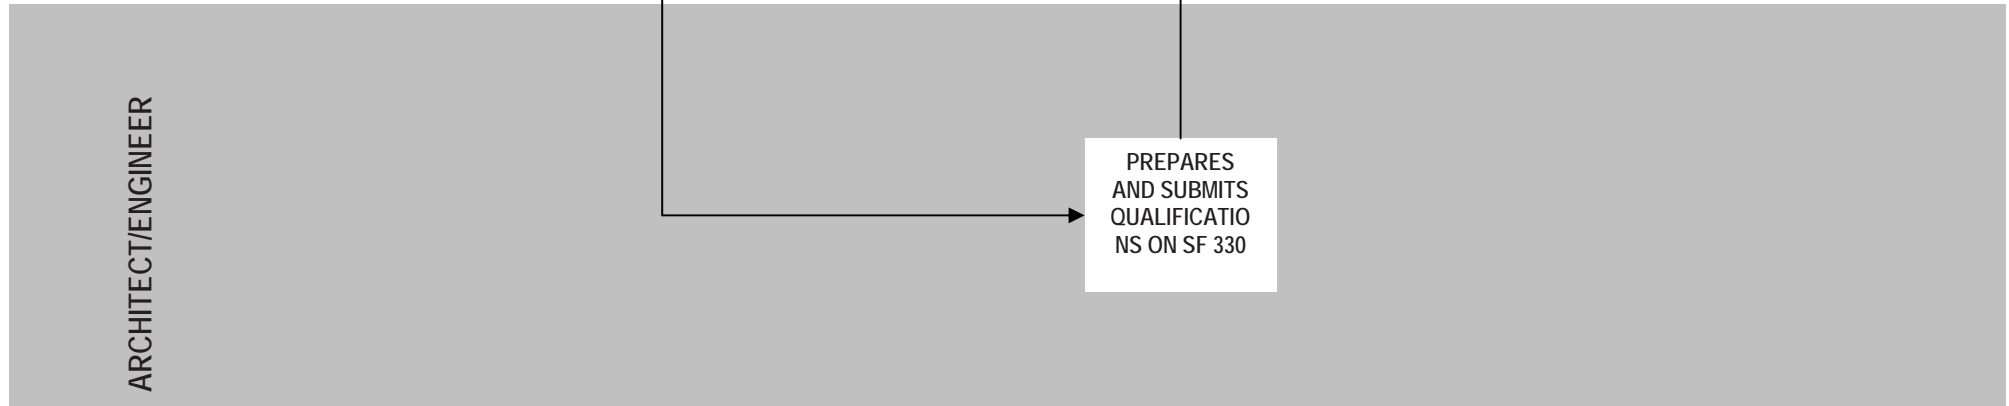 ARCHITECT/ENGINEER
PREPARES
AND SUBMITS
QUALIFICATIO
NS ON SF 330